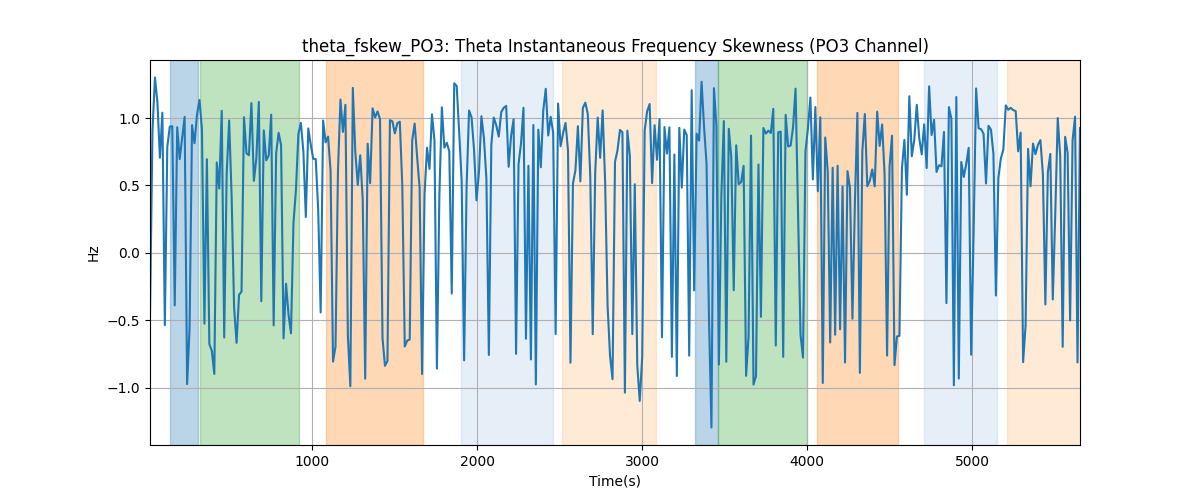 theta_fskew_PO3: Theta Instantaneous Frequency Skewness (PO3 Channel)
Hz
1.0
0.5
0.0
−0.5
−1.0
1000 2000 3000 4000 5000
Time(s)